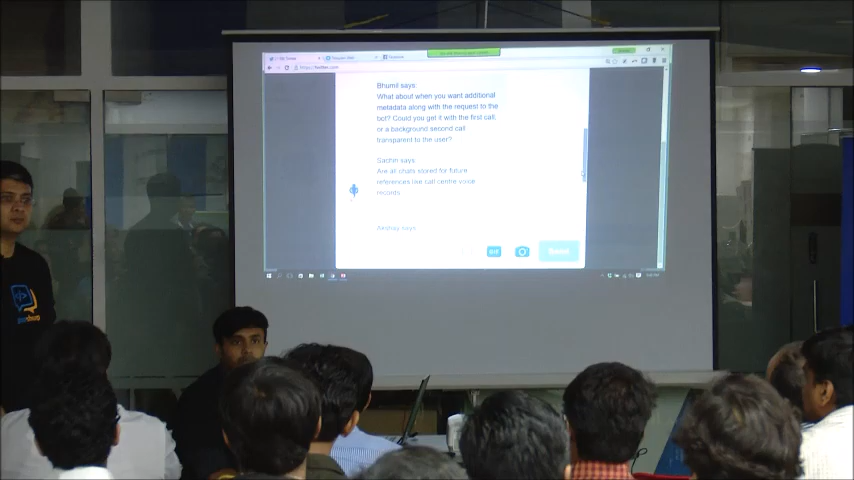 Facebook
Bhumil says:
What about when you want additional
metadata along with the request to the
bot? Could you get it with the first call,
or a background second call
transparent to the user?
Sachin says
Are all chats stored for future
references like call centre voice
records
Akshay says
GIF
Send